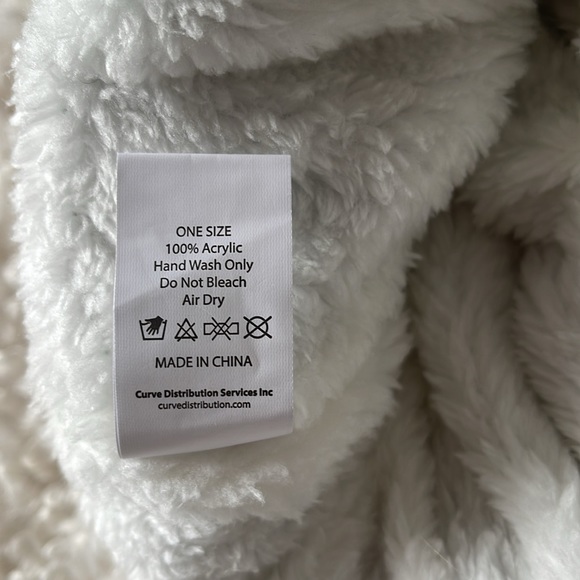 ONE SIZE
100% Acrylic
Hand Wash Only
Do Not Bleach
Air Dry
MADE IN CHINA
Curve Distribution Services Inc
curvedistribution.com